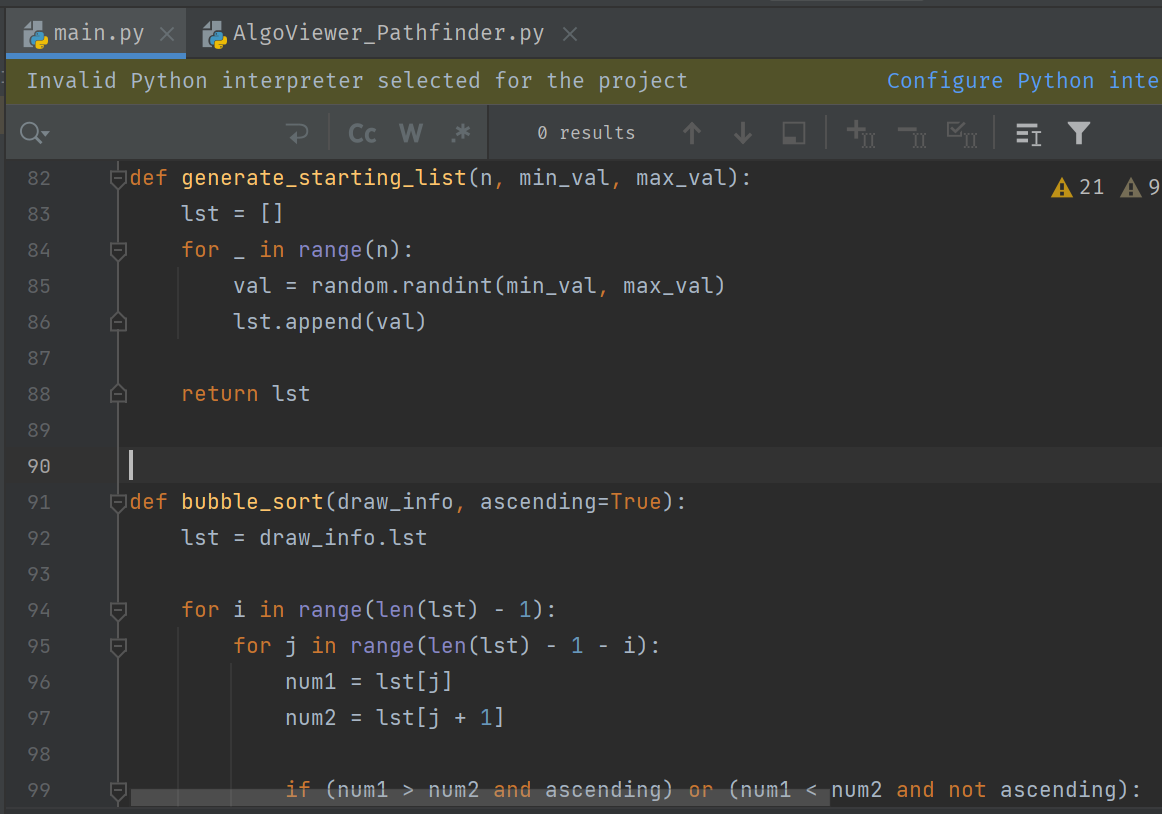 main.py AlgoViewer_Pathfinder.py
Invalid Python interpreter selected for the project Configure Python inte
Cc W .* 0 results
82 def generate_starting_list(n, min_val, max_val): 21 9
83     lst = []
84     for _ in range(n):
85         val = random.randint(min_val, max_val)
86         lst.append(val)
87
88     return lst
89
90
91 def bubble_sort(draw_info, ascending=True):
92     lst = draw_info.lst
93
94     for i in range(len(lst) - 1):
95         for j in range(len(lst) - 1 - i):
96             num1 = lst[j]
97             num2 = lst[j + 1]
98
99             if (num1 > num2 and ascending) or (num1 < num2 and not ascending):